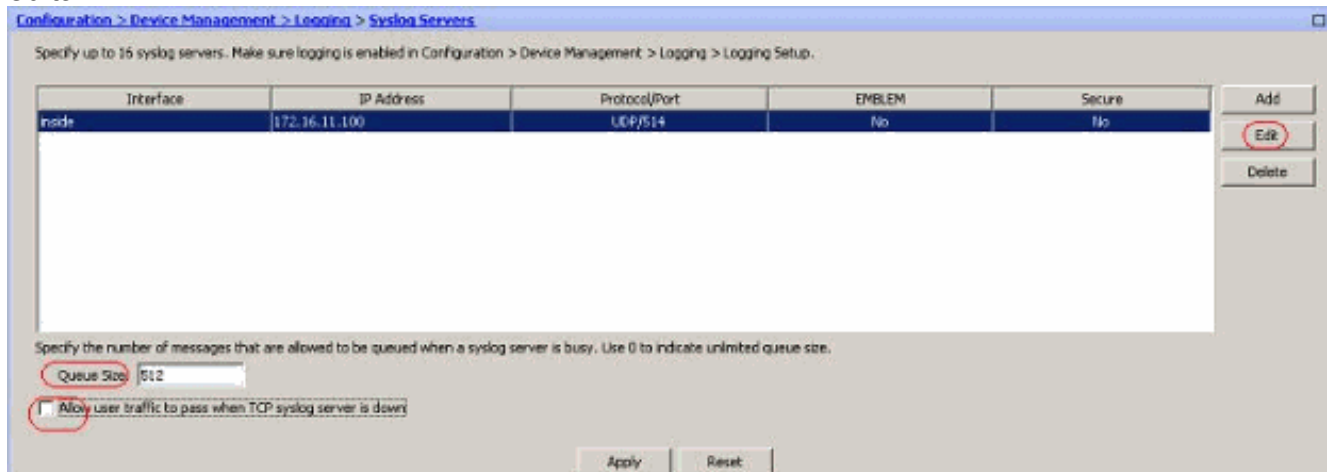 Configuration > Device Management > Logging > Syslog Servers
Specify up to 16 syslog servers. Make sure logging is enabled in Configuration > Device Management > Logging > Logging Setup.
Interface IP Address Protocol/Port EMBLEM Secure
inside 172.16.11.100 UDP/514 No No
Add
Edit
Delete
Specify the number of messages that are allowed to be queued when a syslog server is busy. Use 0 to indicate unlimited queue size.
Queue Size: 512
Allow user traffic to pass when TCP syslog server is down
Apply Reset